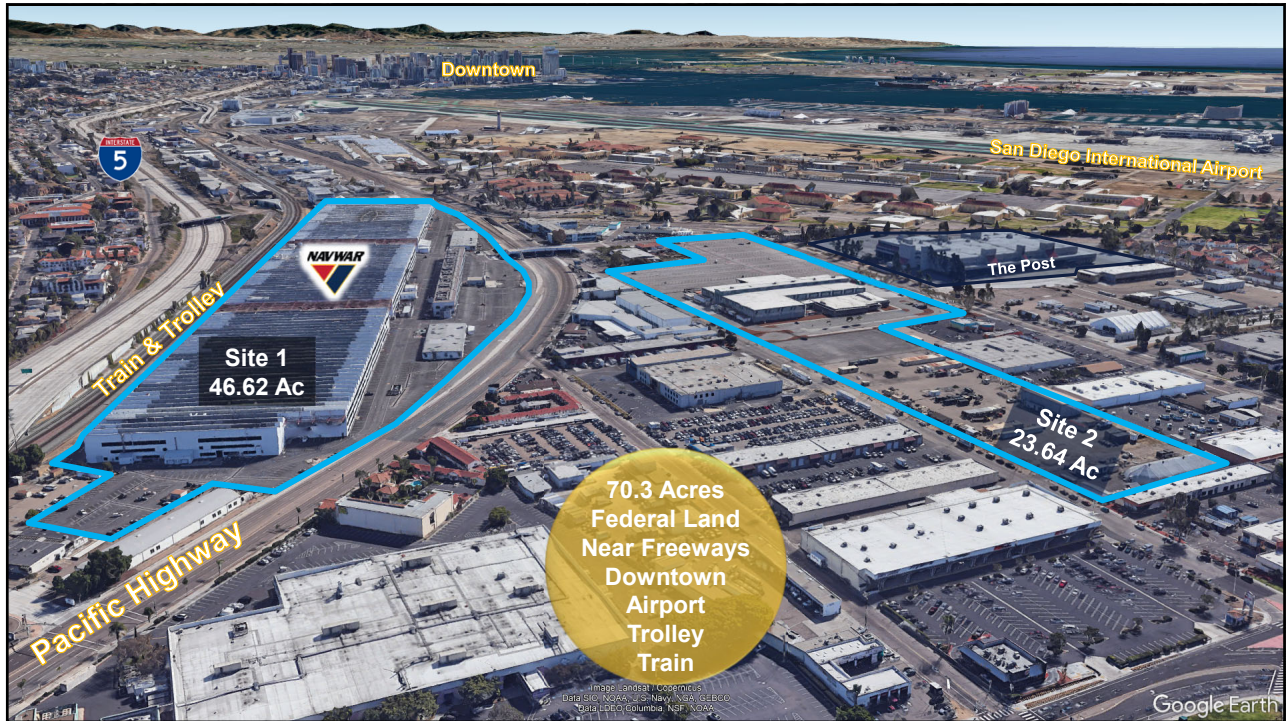 Downtown
INTERSTATE
5
San Diego International Airport
NAVWAR
The Post
Train & Trolley
Site 1
46.62 Ac
Site 2
23.64 Ac
Pacific Highway
70.3 Acres
Federal Land
Near Freeways
Downtown
Airport
Trolley
Train
Image Landsat / Copernicus
Data SIO, NOAA, U.S. Navy, NGA, GEBCO
Data LDEO-Columbia, NSF, NOAA
Google Earth